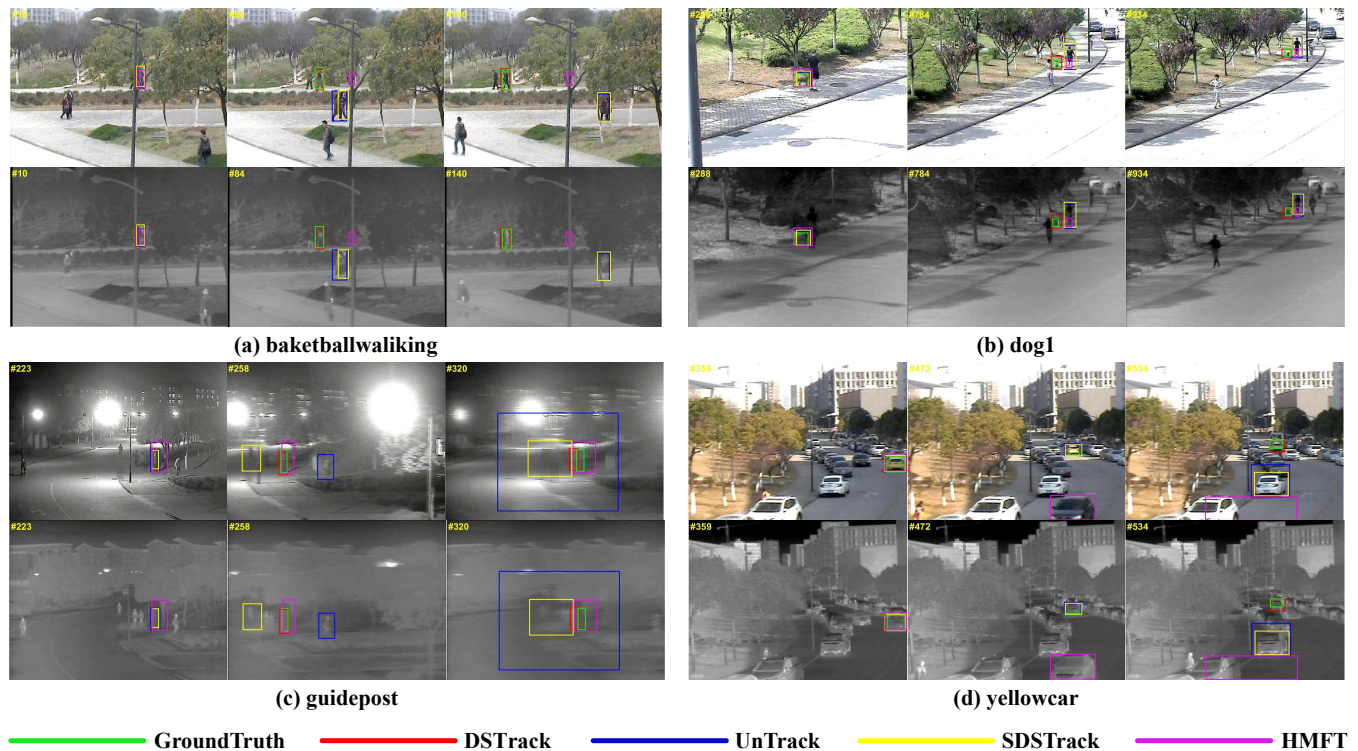 #10 #84 #140
#10 #84 #140
(a) baketballwaliking
#288 #784 #934
#288 #784 #934
(b) dog1
#223 #258 #320
#223 #258 #320
(c) guidepost
#359 #472 #534
#359 #472 #534
(d) yellowcar
GroundTruth DSTrack UnTrack SDSTrack HMFT